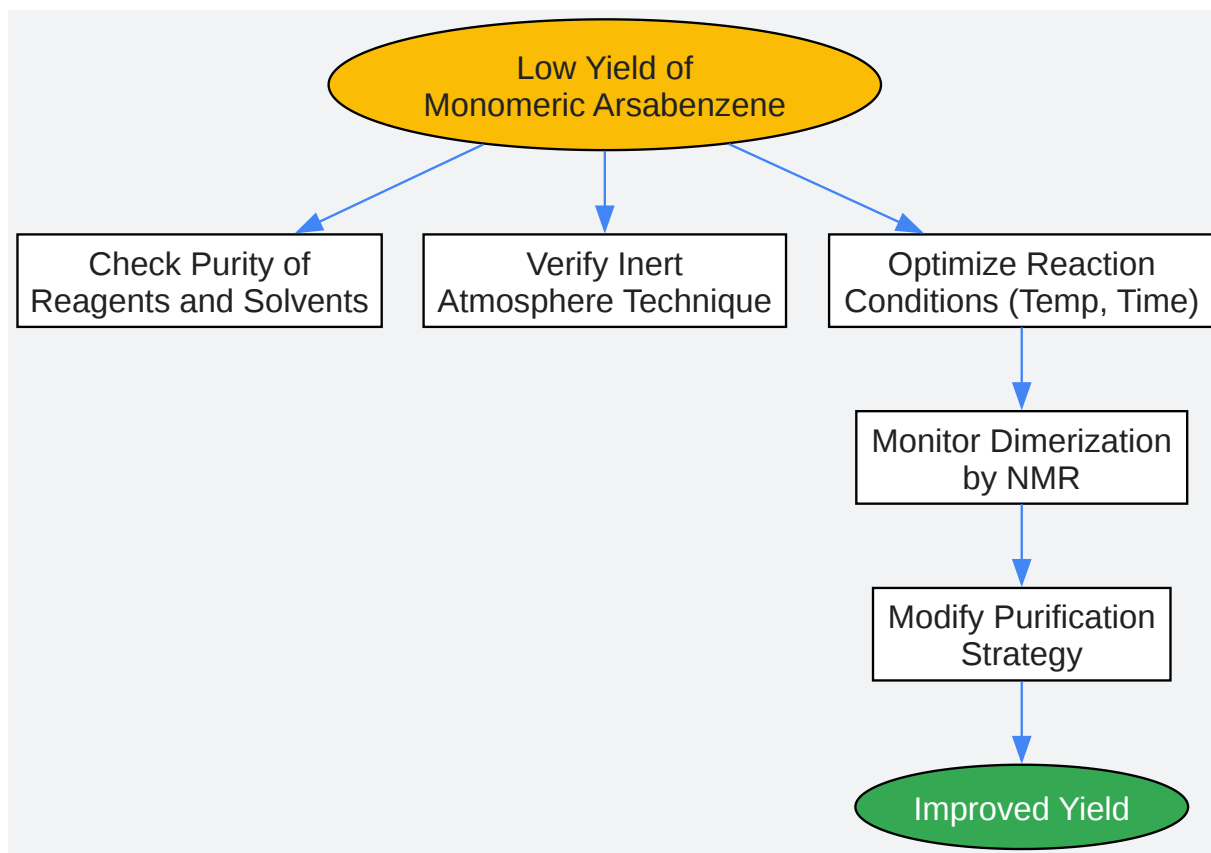 Low Yield of
Monomeric Arsabenzene
Check Purity of
Reagents and Solvents
Verify Inert
Atmosphere Technique
Optimize Reaction
Conditions (Temp, Time)
Monitor Dimerization
by NMR
Modify Purification
Strategy
Improved Yield